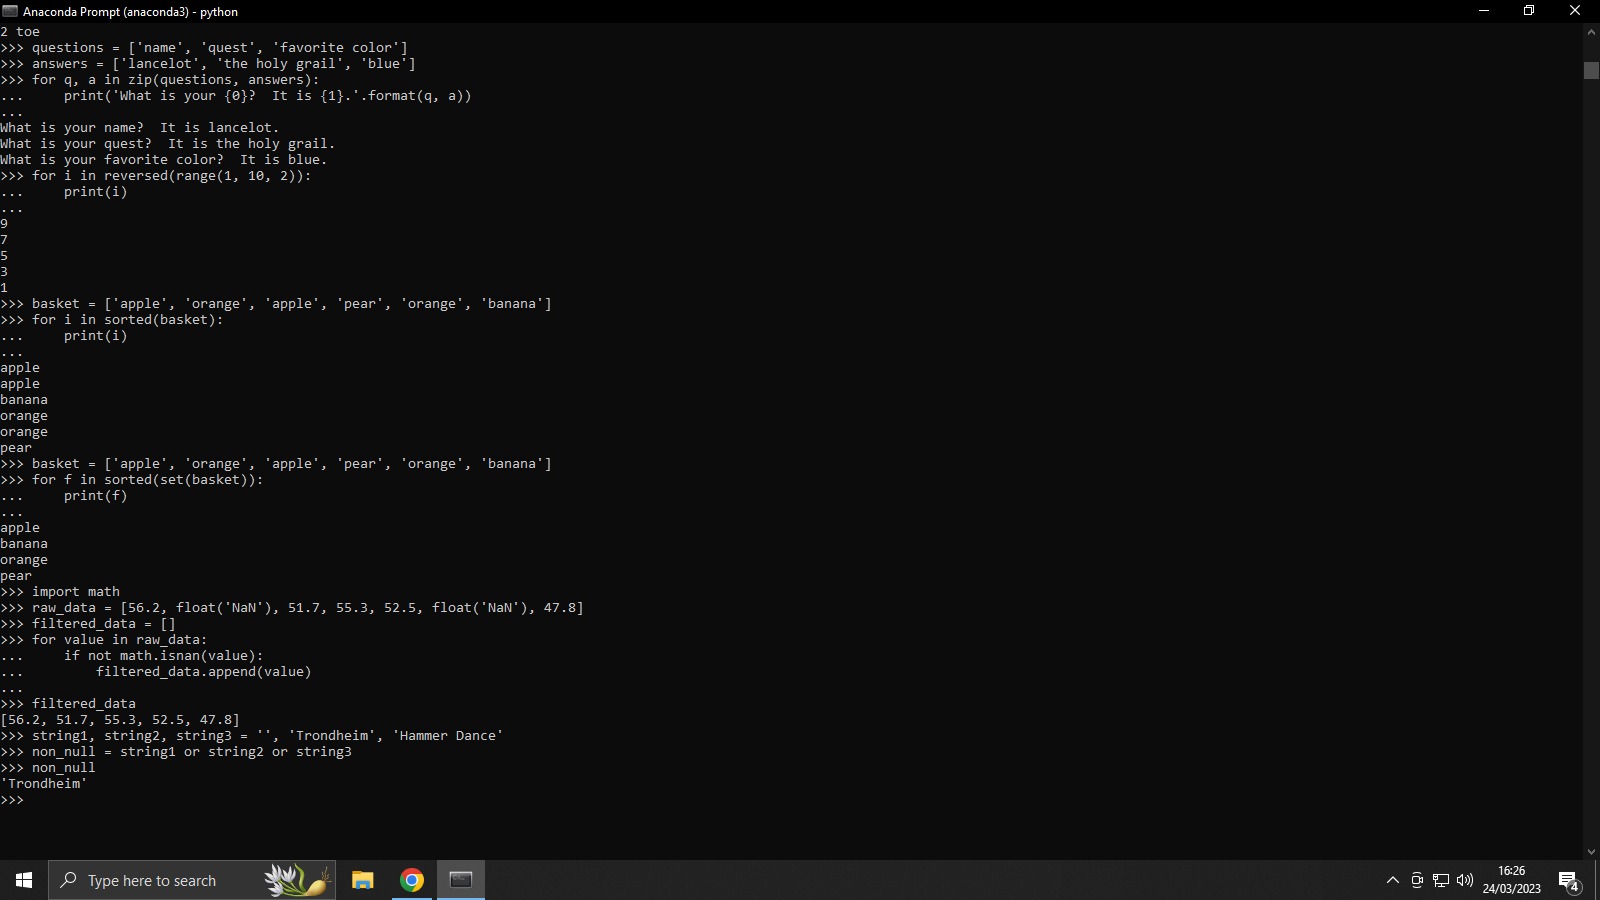 Anaconda Prompt (anaconda3) - python
2 toe
>>> questions = ['name', 'quest', 'favorite color']
>>> answers = ['lancelot', 'the holy grail', 'blue']
>>> for q, a in zip(questions, answers):
...     print('What is your {0}?  It is {1}.'.format(q, a))
...
What is your name?  It is lancelot.
What is your quest?  It is the holy grail.
What is your favorite color?  It is blue.
>>> for i in reversed(range(1, 10, 2)):
...     print(i)
...
9
7
5
3
1
>>> basket = ['apple', 'orange', 'apple', 'pear', 'orange', 'banana']
>>> for i in sorted(basket):
...     print(i)
...
apple
apple
banana
orange
orange
pear
>>> basket = ['apple', 'orange', 'apple', 'pear', 'orange', 'banana']
>>> for f in sorted(set(basket)):
...     print(f)
...
apple
banana
orange
pear
>>> import math
>>> raw_data = [56.2, float('NaN'), 51.7, 55.3, 52.5, float('NaN'), 47.8]
>>> filtered_data = []
>>> for value in raw_data:
...     if not math.isnan(value):
...         filtered_data.append(value)
...
>>> filtered_data
[56.2, 51.7, 55.3, 52.5, 47.8]
>>> string1, string2, string3 = '', 'Trondheim', 'Hammer Dance'
>>> non_null = string1 or string2 or string3
>>> non_null
'Trondheim'
>>>
Type here to search
16:26
24/03/2023
4